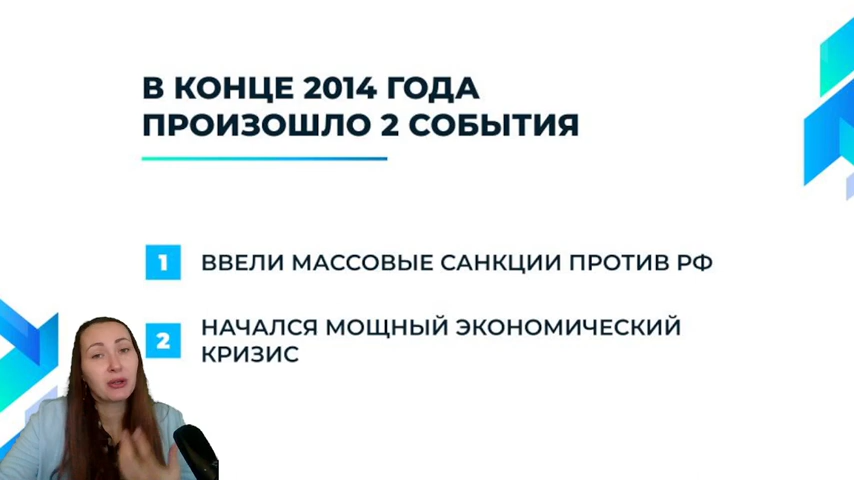 В КОНЦЕ 2014 ГОДА
ПРОИЗОШЛО 2 СОБЫТИЯ
1 ВВЕЛИ МАССОВЫЕ САНКЦИИ ПРОТИВ РФ
2 НАЧАЛСЯ МОЩНЫЙ ЭКОНОМИЧЕСКИЙ
КРИЗИС